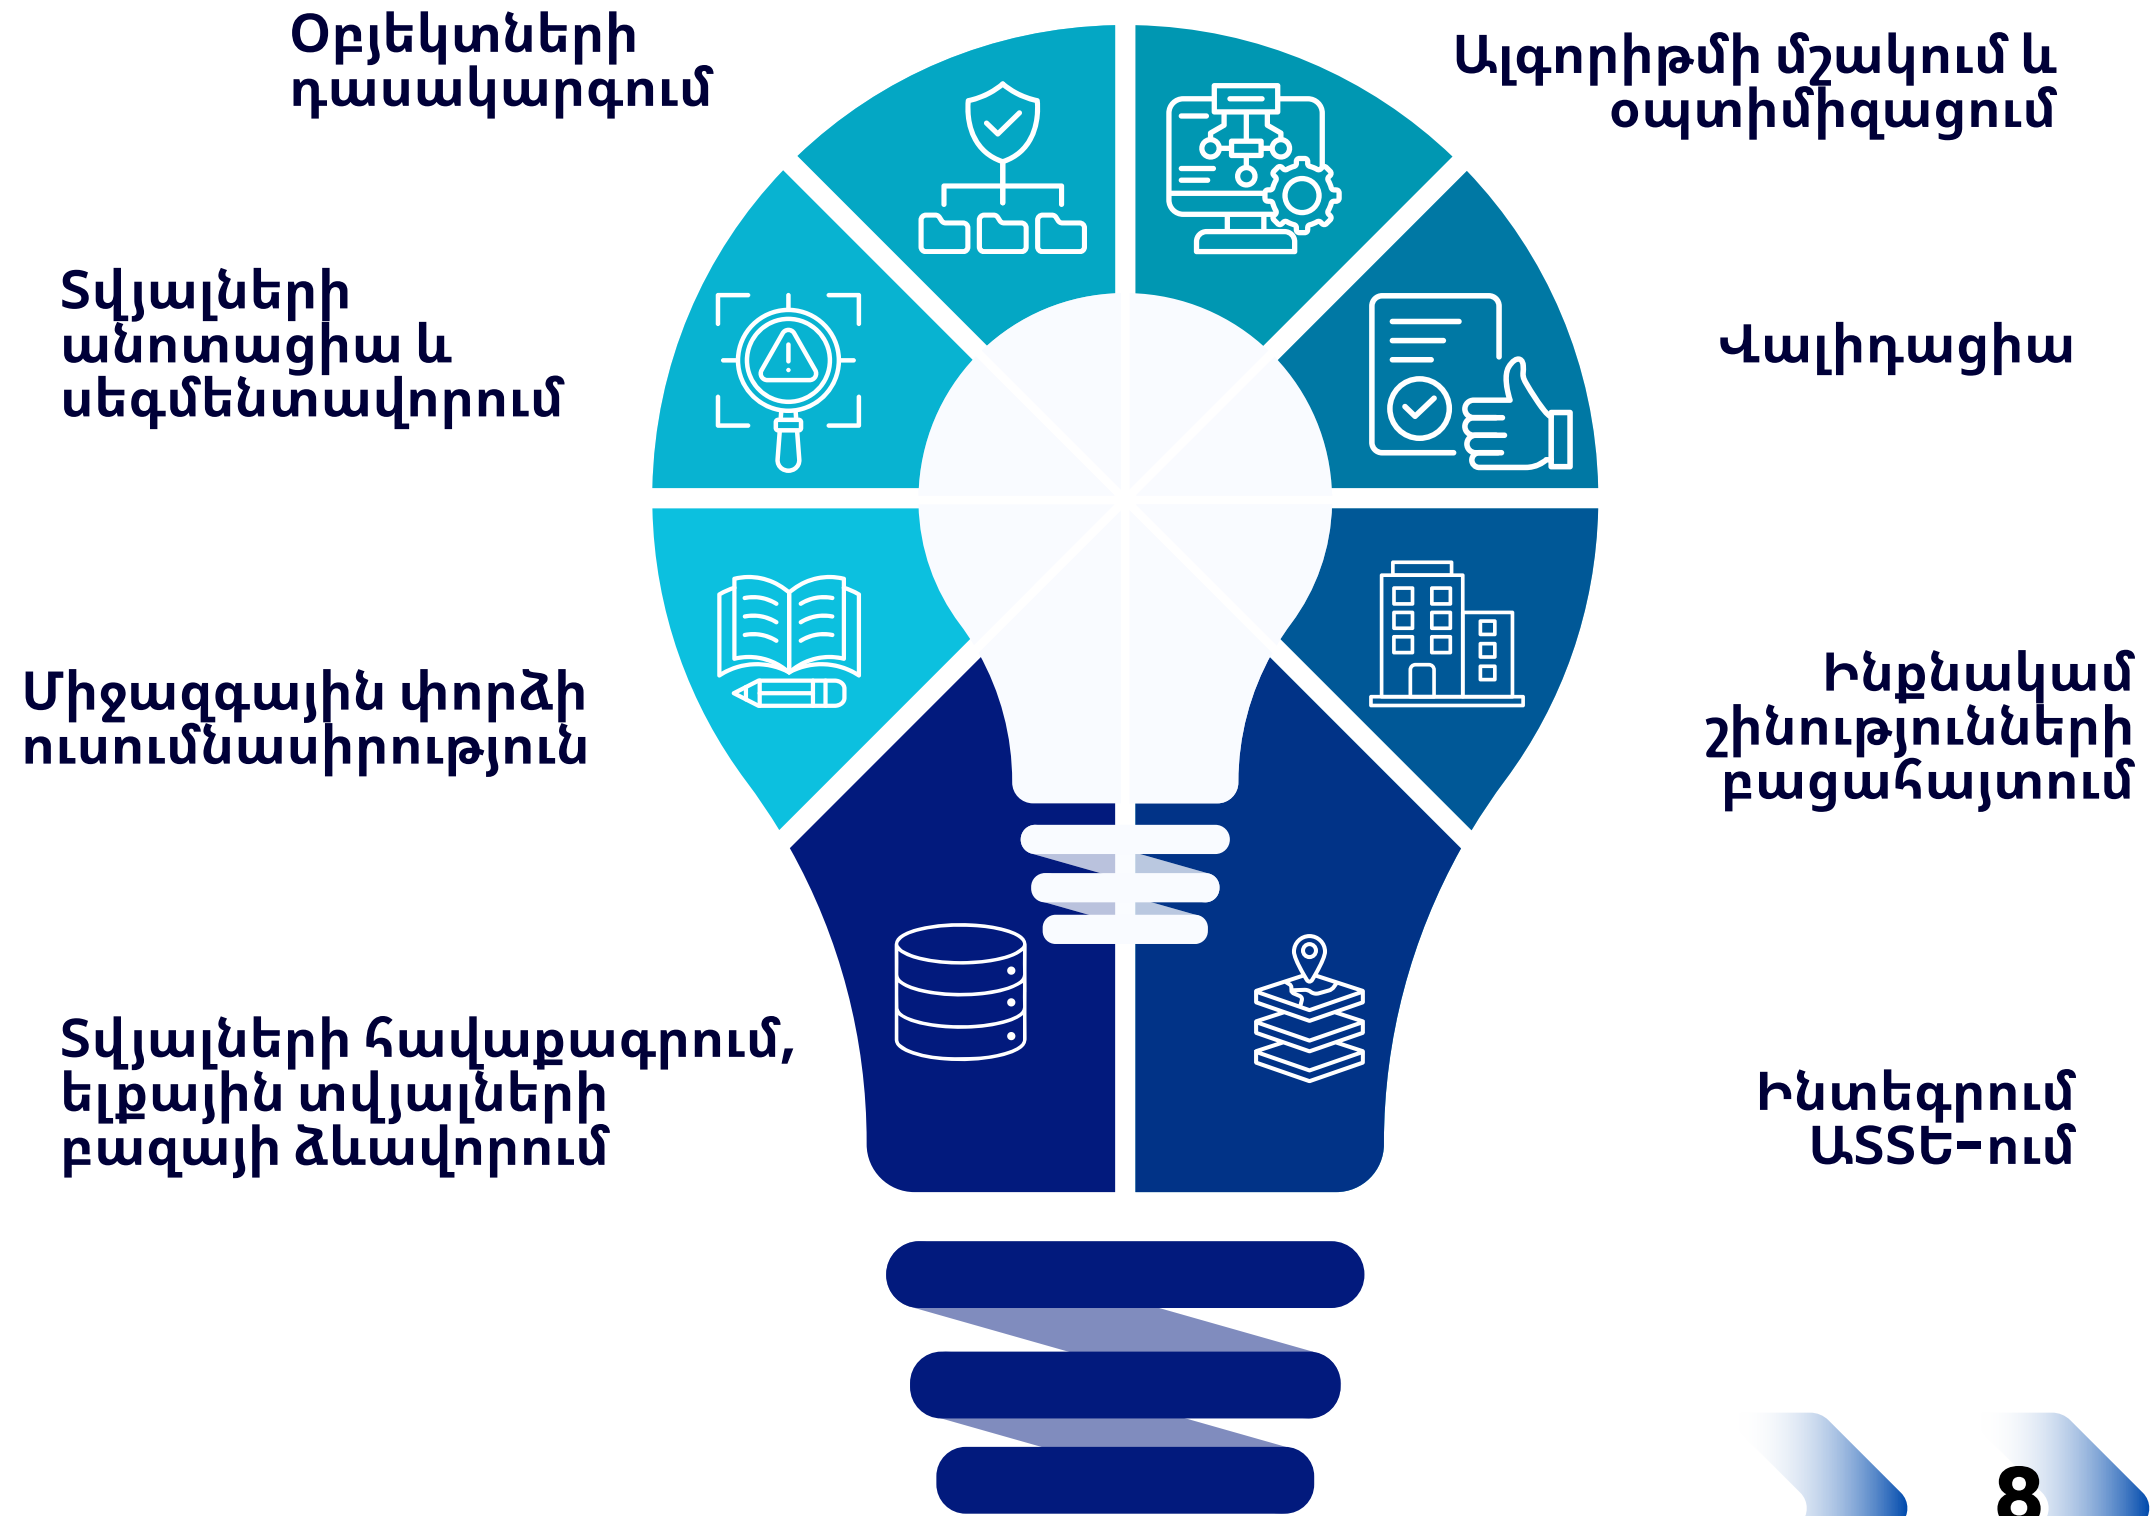 Օբյեկտների
դասակարգում
Ալգորիթմի մշակում և
օպտիմիզացում
Տվյալների
անոտացիա և
սեգմենտավորում
Վալիդացիա
Միջազգային փորձի
ուսումնասիրություն
Ինքնակամ
շինությունների
բացահայտում
Տվյալների հավաքագրում,
ելքային տվյալների
բազայի ձևավորում
Ինտեգրում
ԱՏՏԵ-ում
8